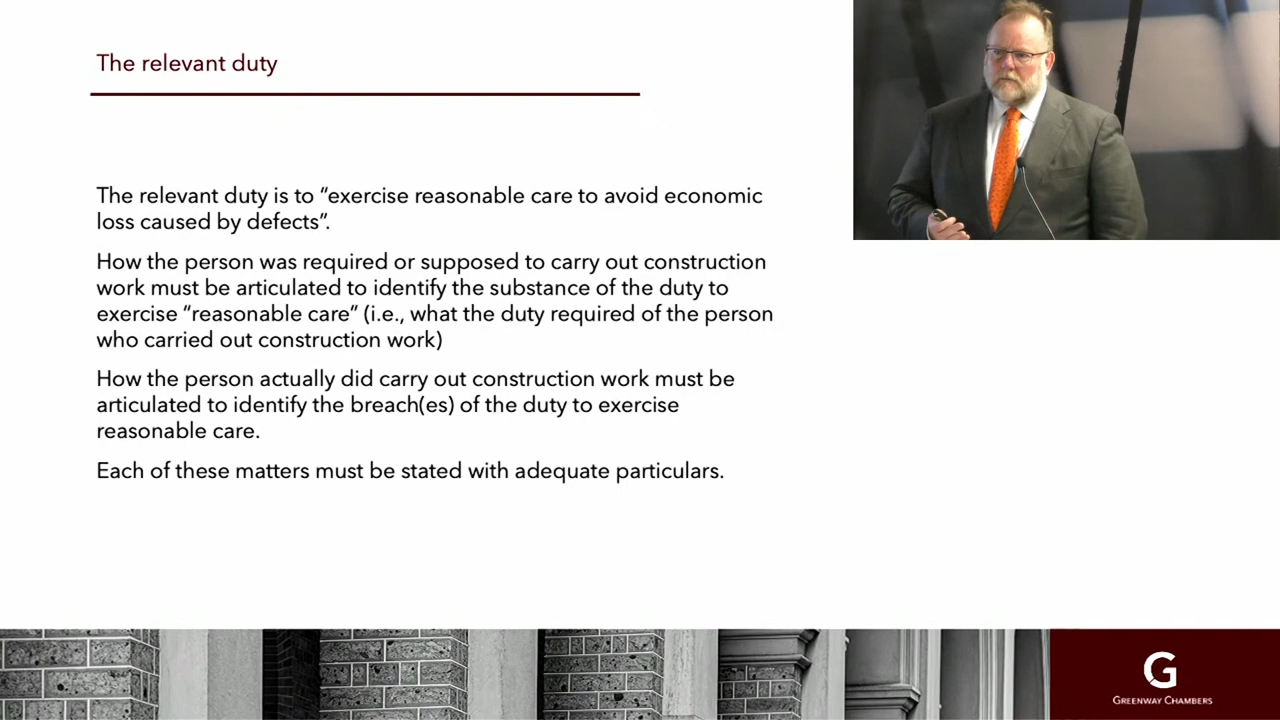 The relevant duty
The relevant duty is to “exercise reasonable care to avoid economic
loss caused by defects”.
How the person was required or supposed to carry out construction
work must be articulated to identify the substance of the duty to
exercise “reasonable care” (i.e., what the duty required of the person
who carried out construction work)
How the person actually did carry out construction work must be
articulated to identify the breach(es) of the duty to exercise
reasonable care.
Each of these matters must be stated with adequate particulars.
G
GREENWAY CHAMBERS